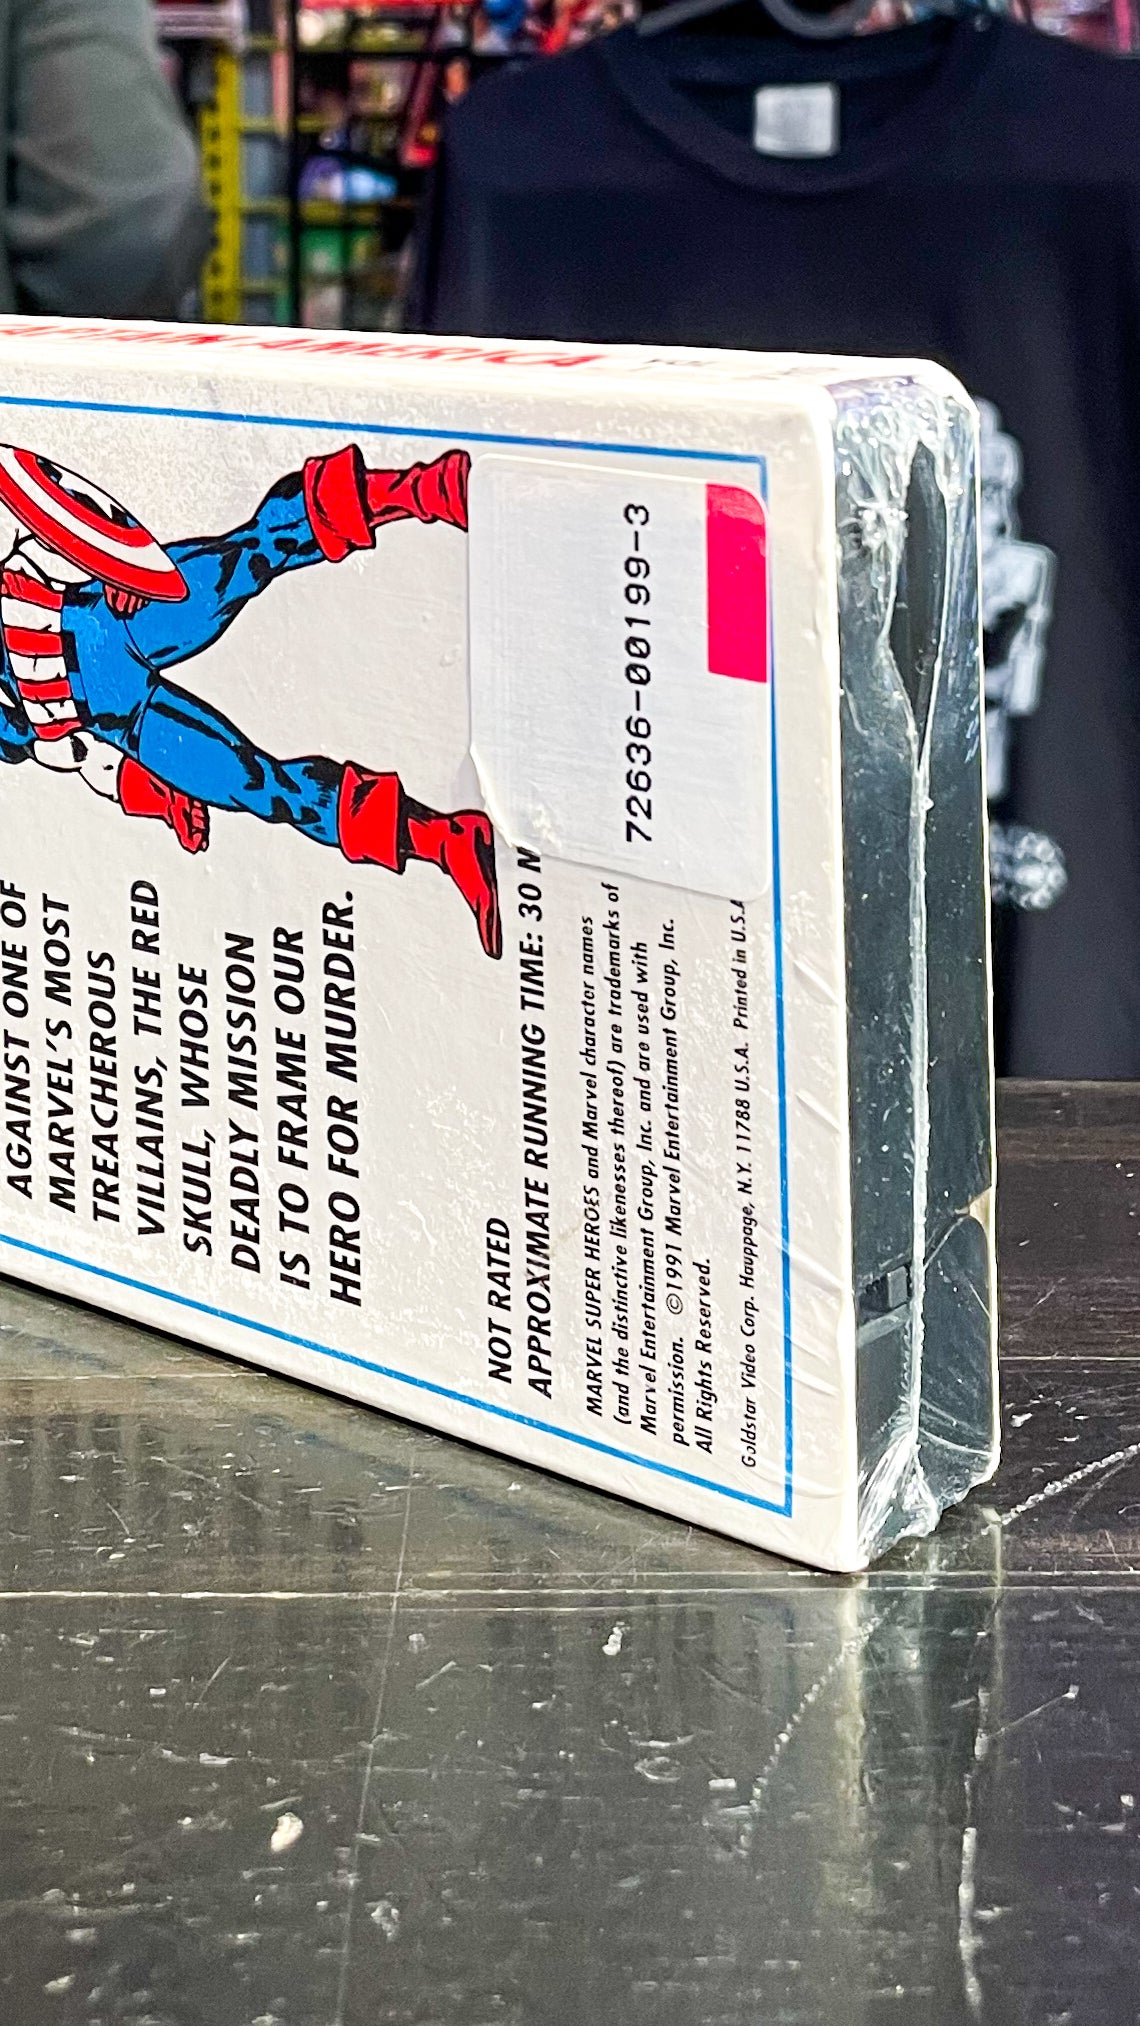 CAPTAIN AMERICA
AGAINST ONE OF
MARVEL'S MOST
TREACHEROUS
VILLAINS, THE RED
SKULL, WHOSE
DEADLY MISSION
IS TO FRAME OUR
HERO FOR MURDER.
NOT RATED
APPROXIMATE RUNNING TIME: 30 M
MARVEL SUPER HEROES and Marvel character names
(and the distinctive likenesses thereof) are trademarks of
Marvel Entertainment Group, Inc. and are used with
permission. ©1991 Marvel Entertainment Group, Inc.
All Rights Reserved.
Goldstar Video Corp. Hauppage, N.Y. 11788 U.S.A. Printed in U.S.A
72636-00199-3